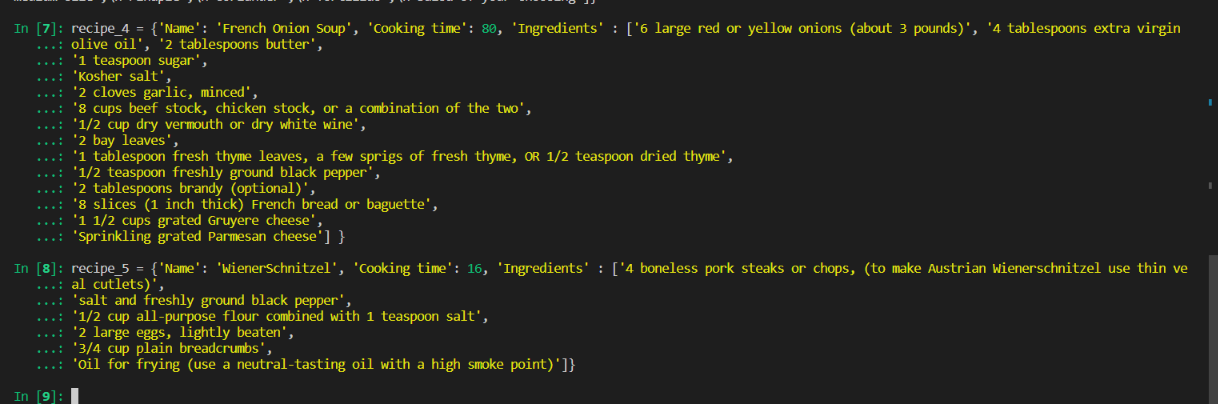 In [7]: recipe_4 = {'Name': 'French Onion Soup', 'Cooking time': 80, 'Ingredients' : ['6 large red or yellow onions (about 3 pounds)', '4 tablespoons extra virgin
...: olive oil', '2 tablespoons butter',
...: '1 teaspoon sugar',
...: 'Kosher salt',
...: '2 cloves garlic, minced',
...: '8 cups beef stock, chicken stock, or a combination of the two',
...: '1/2 cup dry vermouth or dry white wine',
...: '2 bay leaves',
...: '1 tablespoon fresh thyme leaves, a few sprigs of fresh thyme, OR 1/2 teaspoon dried thyme',
...: '1/2 teaspoon freshly ground black pepper',
...: '2 tablespoons brandy (optional)',
...: '8 slices (1 inch thick) French bread or baguette',
...: '1 1/2 cups grated Gruyere cheese',
...: 'Sprinkling grated Parmesan cheese'] }
In [8]: recipe_5 = {'Name': 'WienerSchnitzel', 'Cooking time': 16, 'Ingredients' : ['4 boneless pork steaks or chops, (to make Austrian Wienerschnitzel use thin ve
...: al cutlets)',
...: 'salt and freshly ground black pepper',
...: '1/2 cup all-purpose flour combined with 1 teaspoon salt',
...: '2 large eggs, lightly beaten',
...: '3/4 cup plain breadcrumbs',
...: 'Oil for frying (use a neutral-tasting oil with a high smoke point)']}
In [9]: